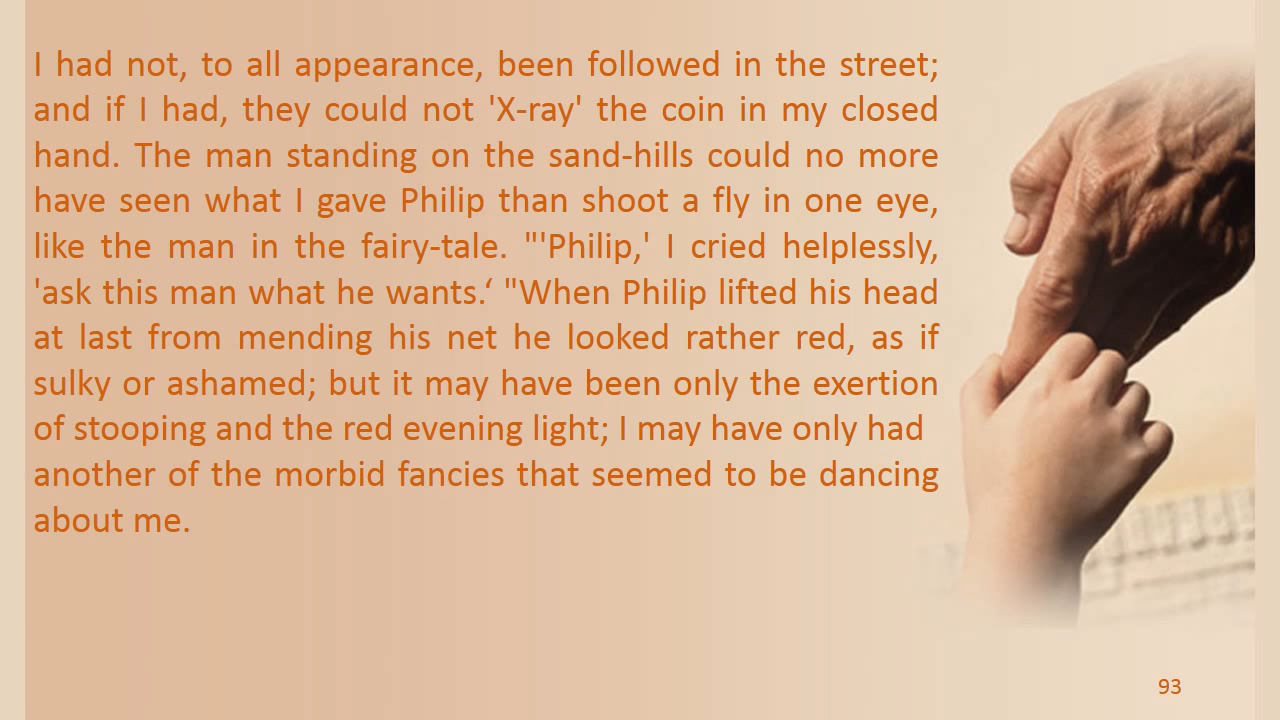 I had not, to all appearance, been followed in the street;
and if I had, they could not 'X-ray' the coin in my closed
hand. The man standing on the sand-hills could no more
have seen what I gave Philip than shoot a fly in one eye,
like the man in the fairy-tale. "'Philip,' I cried helplessly,
'ask this man what he wants.‘ "When Philip lifted his head
at last from mending his net he looked rather red, as if
sulky or ashamed; but it may have been only the exertion
of stooping and the red evening light; I may have only had
another of the morbid fancies that seemed to be dancing
about me.
93